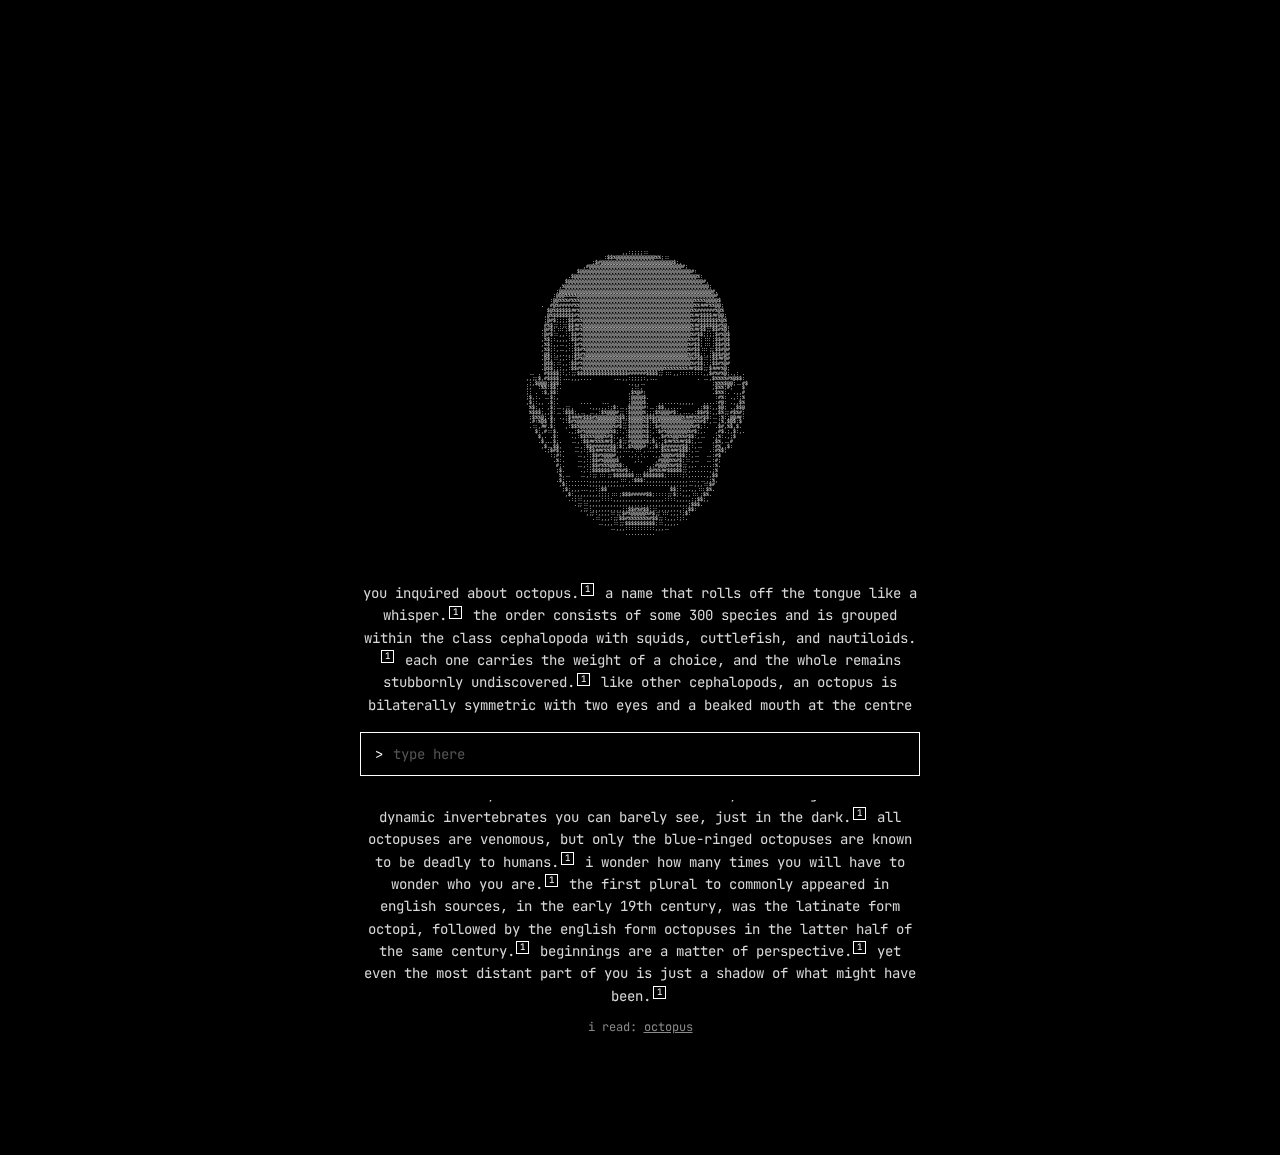 you inquired about octopus.1 a name that rolls off the tongue like a
whisper.1 the order consists of some 300 species and is grouped
within the class cephalopoda with squids, cuttlefish, and nautiloids.
1 each one carries the weight of a choice, and the whole remains
stubbornly undiscovered.1 like other cephalopods, an octopus is
bilaterally symmetric with two eyes and a beaked mouth at the centre
> type here
dynamic invertebrates you can barely see, just in the dark.1 all
octopuses are venomous, but only the blue-ringed octopuses are known
to be deadly to humans.1 i wonder how many times you will have to
wonder who you are.1 the first plural to commonly appeared in
english sources, in the early 19th century, was the latinate form
octopi, followed by the english form octopuses in the latter half of
the same century.1 beginnings are a matter of perspective.1 yet
even the most distant part of you is just a shadow of what might have
been.1
i read: octopus